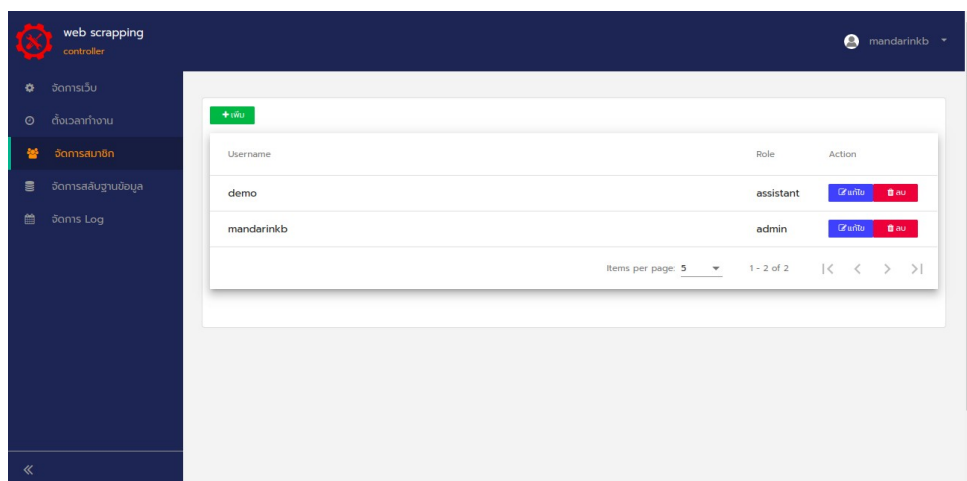 web scrapping
controller
mandarinkb
จัดการเว็บ
ตั้งเวลาทำงาน
จัดการสมาชิก
จัดการสลับฐานข้อมูล
จัดการ Log
+เพิ่ม
Username Role Action
demo assistant แก้ไข ลบ
mandarinkb admin แก้ไข ลบ
Items per page: 5 1 - 2 of 2